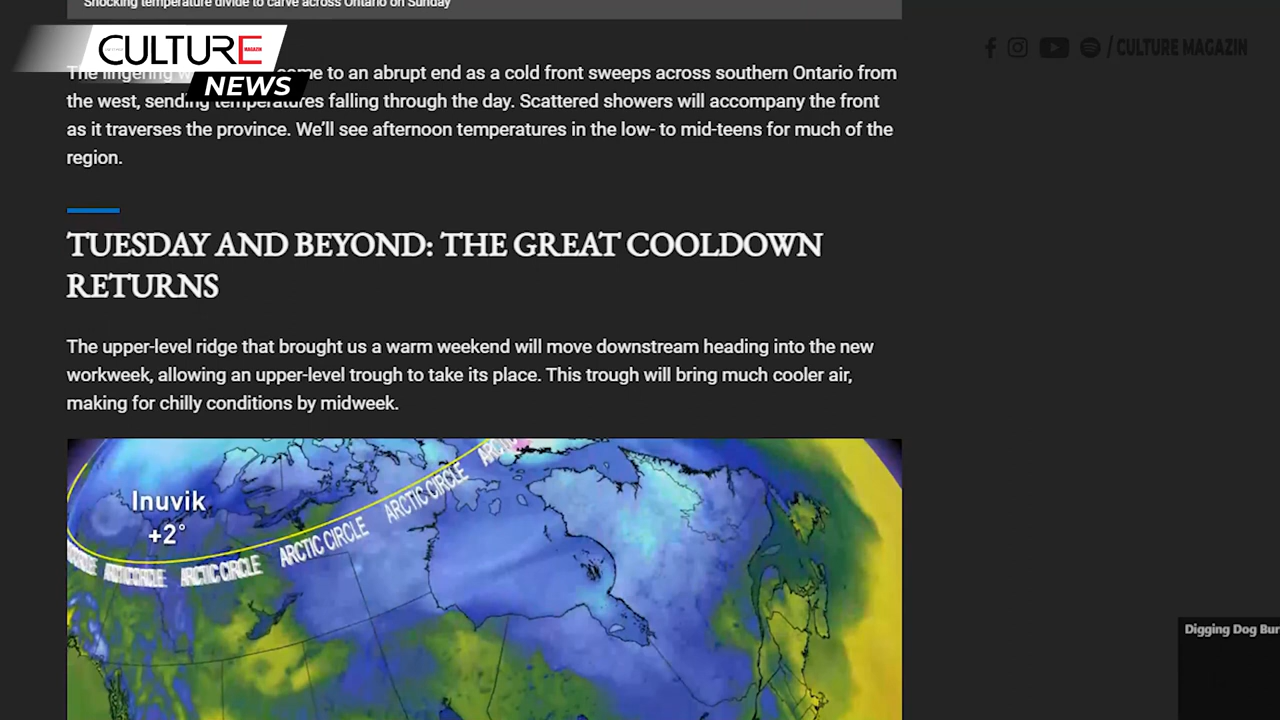 Shocking temperature divide to carve across Ontario on Sunday
CULTURE
MAGAZIN
NEWS
/ CULTURE MAGAZIN
The lingering w come to an abrupt end as a cold front sweeps across southern Ontario from
the west, sending temperatures falling through the day. Scattered showers will accompany the front
as it traverses the province. We'll see afternoon temperatures in the low- to mid-teens for much of the
region.
TUESDAY AND BEYOND: THE GREAT COOLDOWN
RETURNS
The upper-level ridge that brought us a warm weekend will move downstream heading into the new
workweek, allowing an upper-level trough to take its place. This trough will bring much cooler air,
making for chilly conditions by midweek.
Inuvik
+2°
CIRCLE ARCTIC CIRCLE ARCTIC CIRCLE ARCTIC CIRCLE ARCTIC CIRCLE ARCTIC
Digging Dog Bur